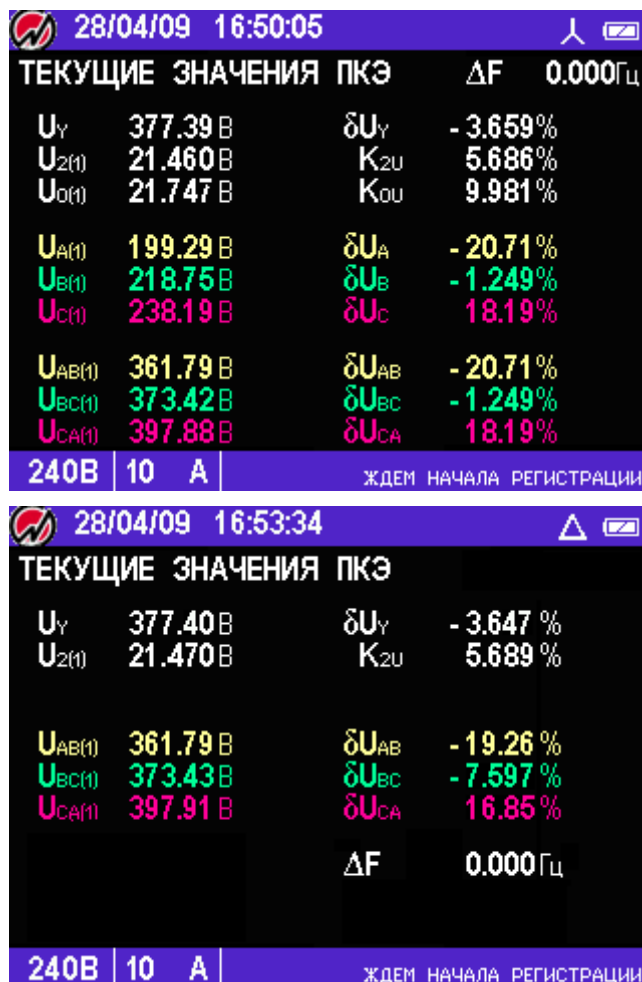 28/04/09 16:50:05
ТЕКУЩИЕ ЗНАЧЕНИЯ ПКЭ ΔF 0.000Гц
UY 377.39 В δUY - 3.659%
U2(1) 21.460 В K2U 5.686%
U0(1) 21.747 В K0U 9.981%
UA(1) 199.29 В δUA - 20.71%
UB(1) 218.75 В δUB - 1.249%
UC(1) 238.19 В δUC 18.19%
UAB(1) 361.79 В δUAB - 20.71%
UBC(1) 373.42 В δUBC - 1.249%
UCA(1) 397.88 В δUCA 18.19%
240В 10 А ЖДЕМ НАЧАЛА РЕГИСТРАЦИИ
28/04/09 16:53:34
ТЕКУЩИЕ ЗНАЧЕНИЯ ПКЭ
UY 377.40 В δUY - 3.647 %
U2(1) 21.470 В K2U 5.689 %
UAB(1) 361.79 В δUAB - 19.26 %
UBC(1) 373.43 В δUBC - 7.597 %
UCA(1) 397.91 В δUCA 16.85 %
ΔF 0.000 Гц
240В 10 А ЖДЕМ НАЧАЛА РЕГИСТРАЦИИ